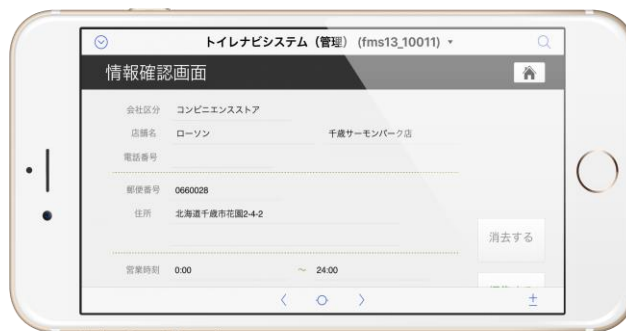 トイレナビシステム（管理）(fms13_10011)
情報確認画面
会社区分 コンビニエンスストア
店舗名 ローソン 千歳サーモンパーク店
電話番号
郵便番号 0660028
住所 北海道千歳市花園2-4-2
消去する
営業時刻 0:00 ～ 24:00